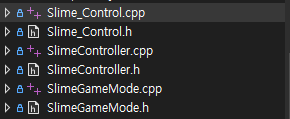 Slime_Control.cpp
Slime_Control.h
SlimeController.cpp
SlimeController.h
SlimeGameMode.cpp
SlimeGameMode.h